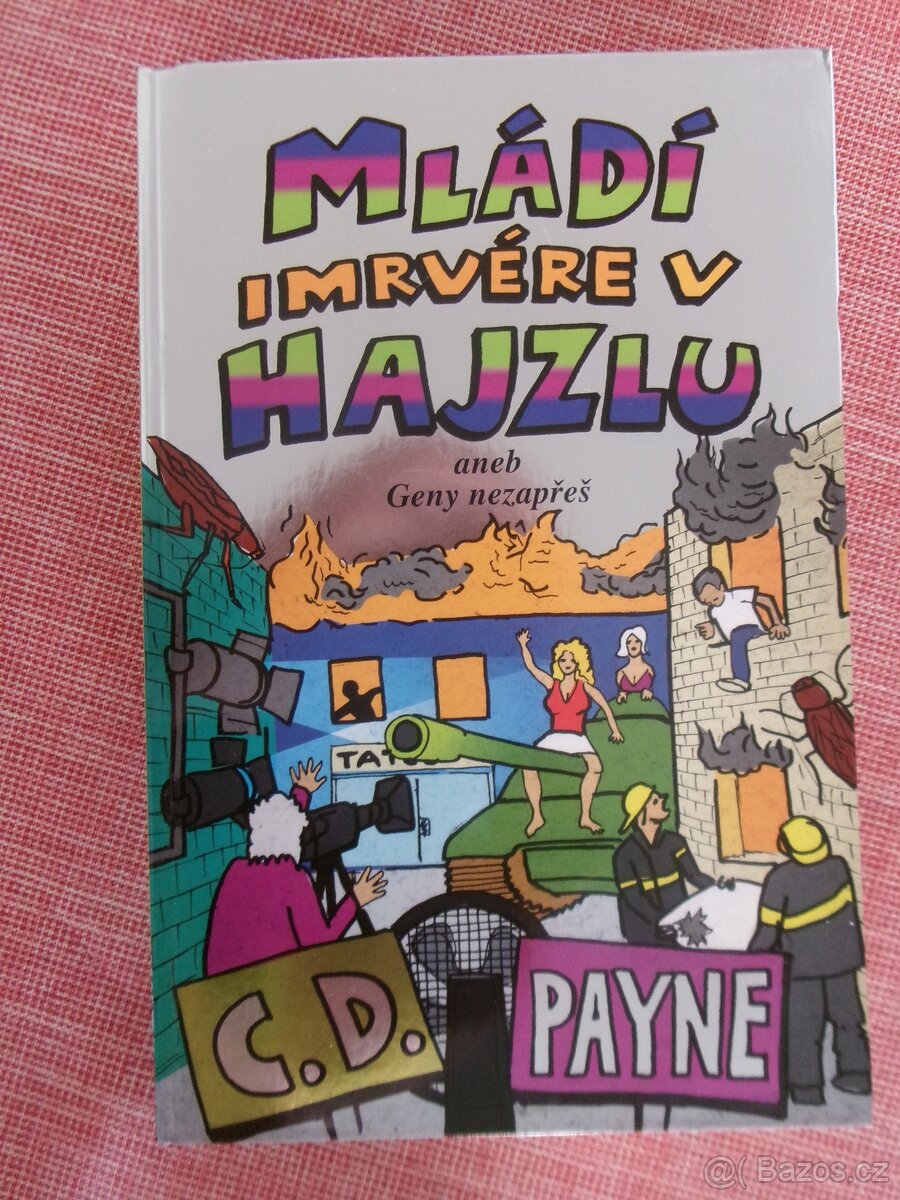 MLÁDÍ
IMRVÉRE V
HAJZLU
aneb
Geny nezapřeš
C.D.
PAYNE
@( Bazos.cz